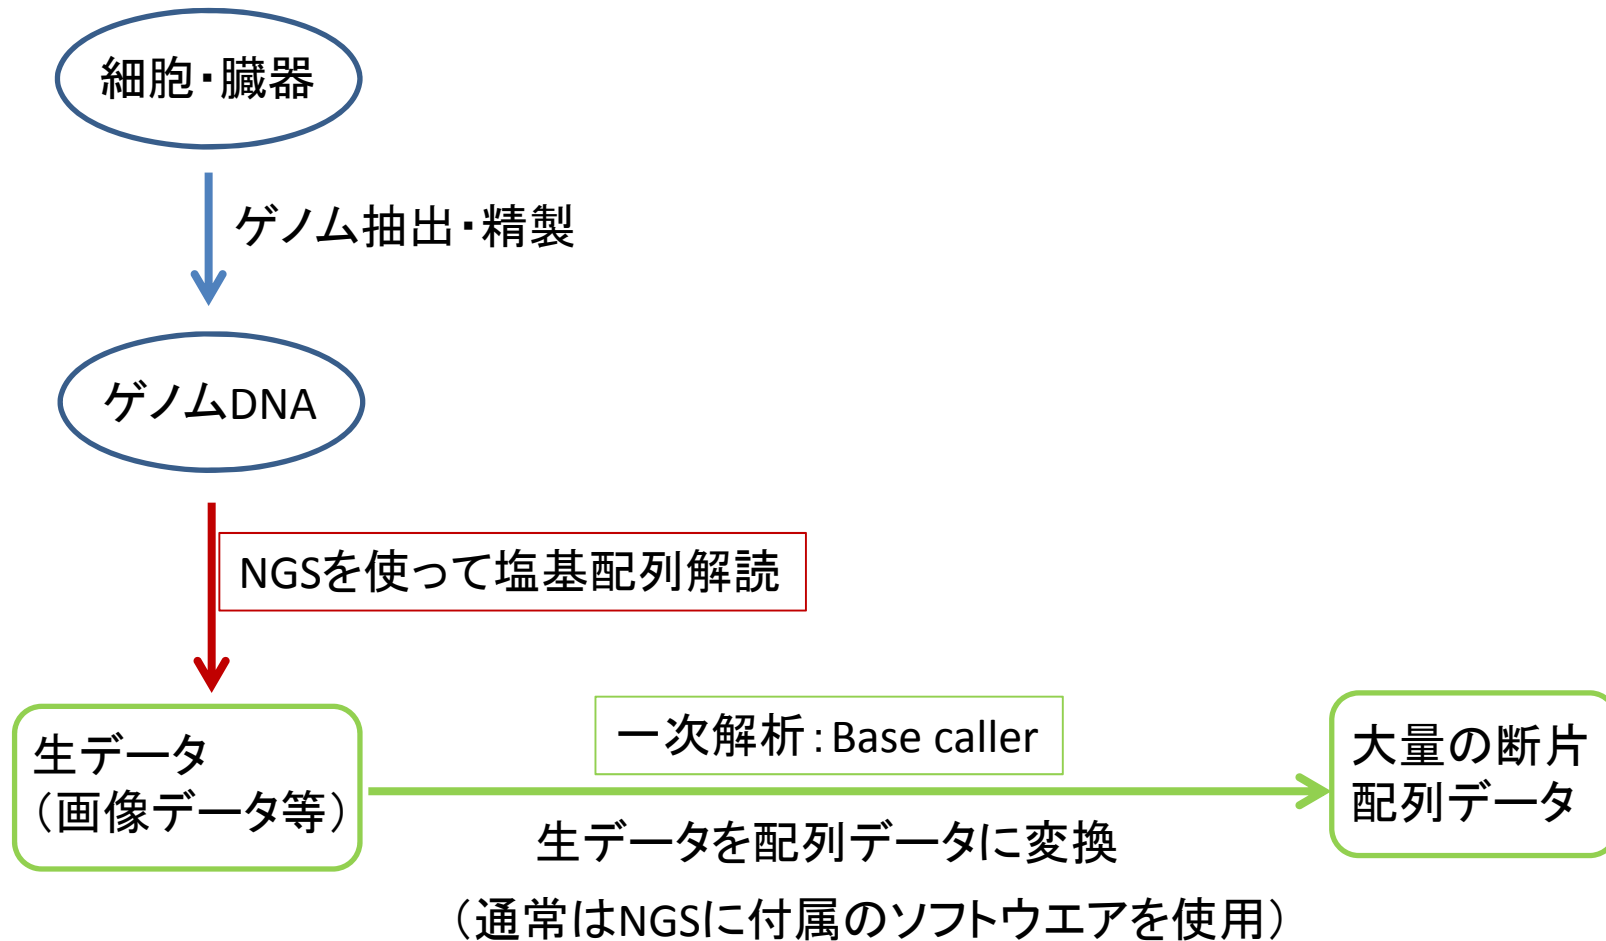 細胞・臓器
ゲノム抽出・精製
ゲノムDNA
NGSを使って塩基配列解読
生データ
（画像データ等）
一次解析：Base caller
生データを配列データに変換
（通常はNGSに付属のソフトウエアを使用）
大量の断片
配列データ